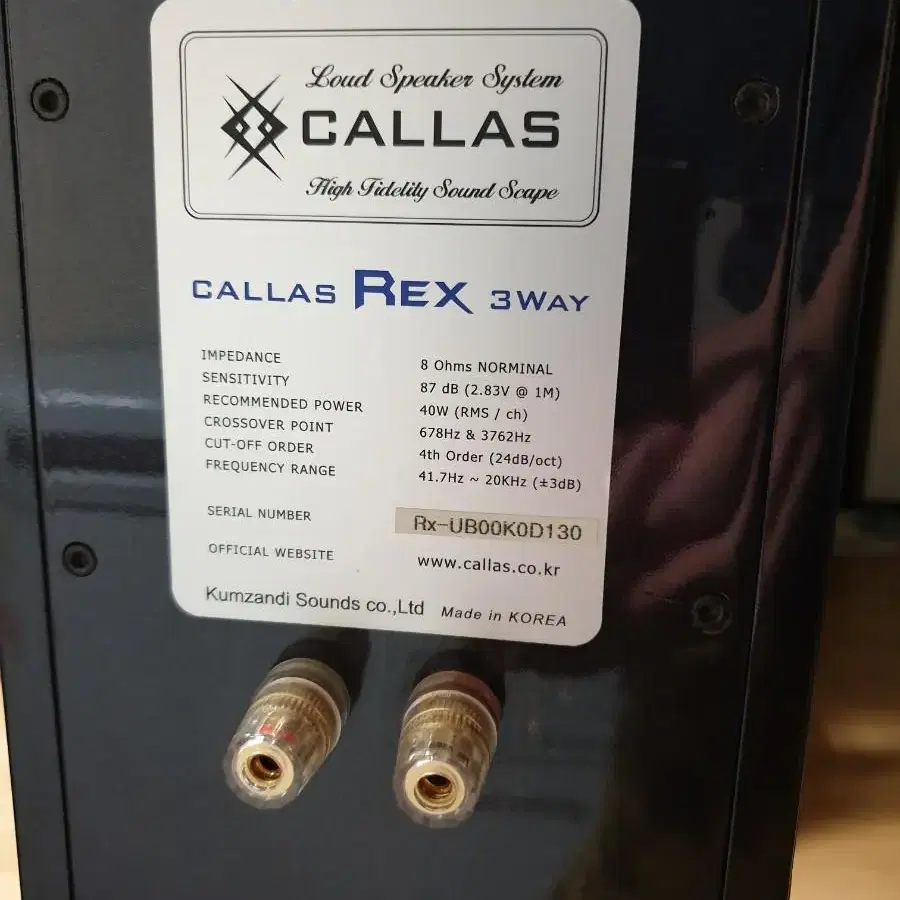 Loud Speaker System
CALLAS
High Fidelity Sound Scape
CALLAS REX 3WAY
IMPEDANCE 8 Ohms NORMINAL
SENSITIVITY 87 dB (2.83V @ 1M)
RECOMMENDED POWER 40W (RMS / ch)
CROSSOVER POINT 678Hz & 3762Hz
CUT-OFF ORDER 4th Order (24dB/oct)
FREQUENCY RANGE 41.7Hz ~ 20KHz (±3dB)
SERIAL NUMBER Rx-UB00K0D130
OFFICIAL WEBSITE www.callas.co.kr
Kumzandi Sounds co.,Ltd Made in KOREA